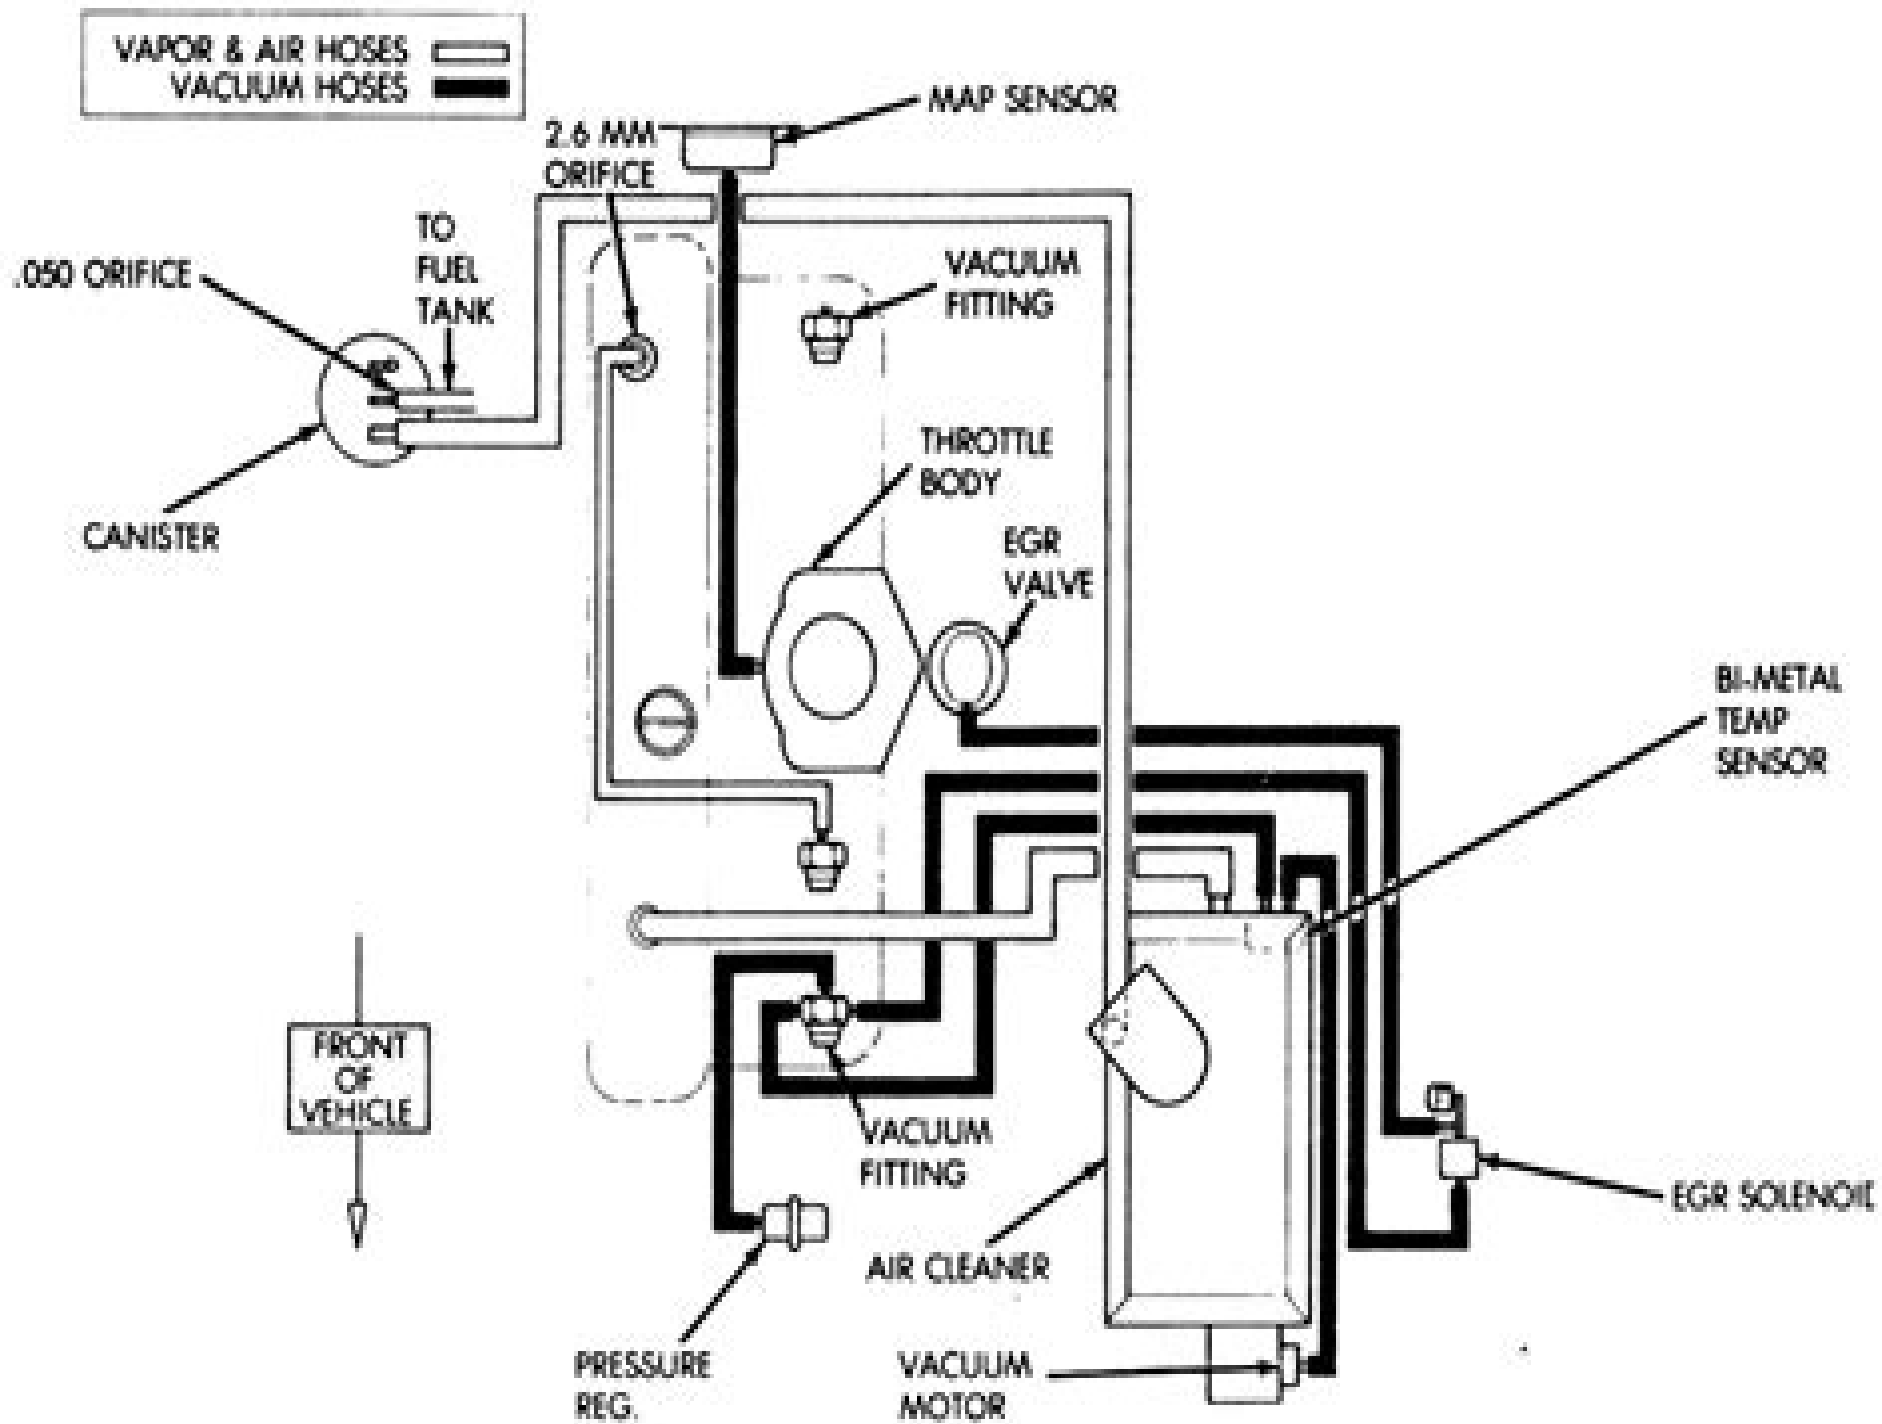 VAPOR & AIR HOSES
VACUUM HOSES
MAP SENSOR
2.6 MM
ORIFICE
TO
FUEL
TANK
.050 ORIFICE
VACUUM
FITTING
CANISTER
THROTTLE
BODY
EGR
VALVE
BI-METAL
TEMP
SENSOR
FRONT
OF
VEHICLE
VACUUM
FITTING
EGR SOLENOI
AIR CLEANER
PRESSURE
REG.
VACUUM
MOTOR